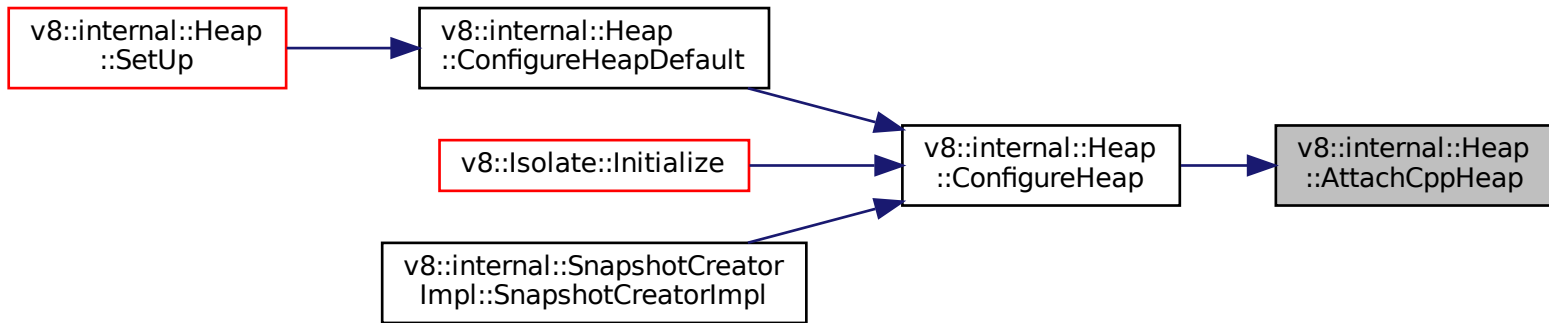 v8::internal::Heap
::SetUp
v8::internal::Heap
::ConfigureHeapDefault
v8::Isolate::Initialize
v8::internal::SnapshotCreator
Impl::SnapshotCreatorImpl
v8::internal::Heap
::ConfigureHeap
v8::internal::Heap
::AttachCppHeap